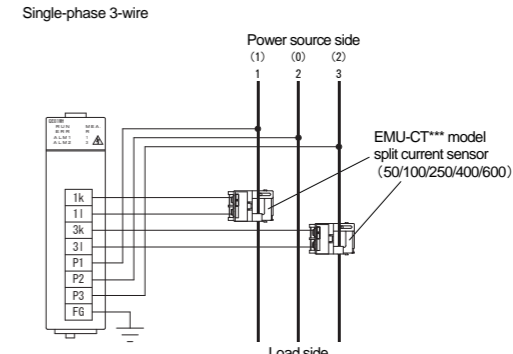 Single-phase 3-wire
Power source side
(1) (0) (2)
1 2 3
RUN MEA.
ERR. R
ALM1 1
ALM2 3
EMU-CT*** model
split current sensor
(50/100/250/400/600)
1k
1l
3k
3l
P1
P2
P3
FG
Load side